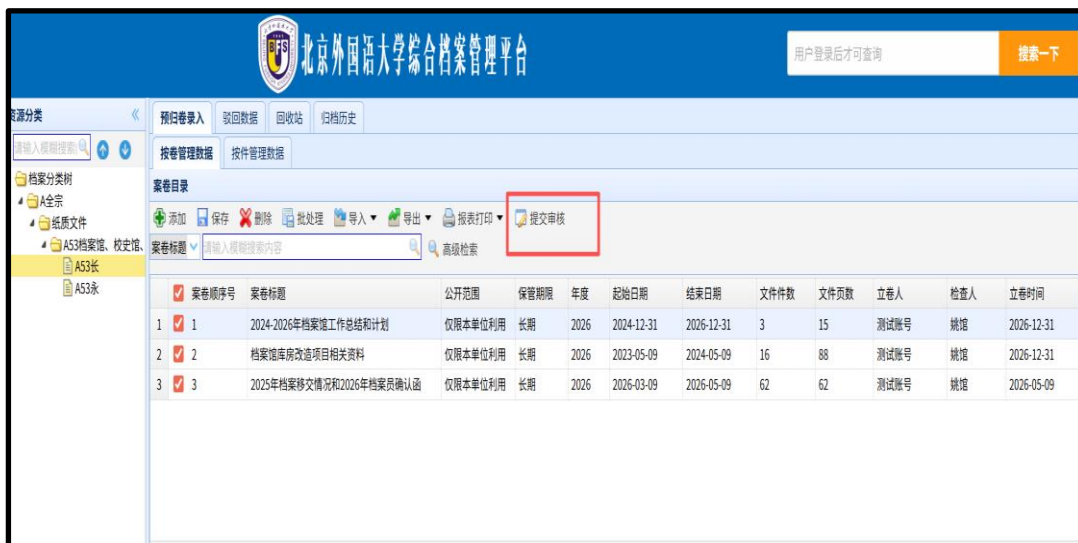 北京外国语大学综合档案管理平台
用户登录后才可查询 搜索一下
资源分类
预归卷录入 驳回数据 回收站 归档历史
请输入模糊搜索
按卷管理数据 按件管理数据
档案分类树
A全宗
纸质文件
A53档案馆、校史馆、
A53长
A53永
案卷目录
添加 保存 删除 批处理 导入 导出 报表打印 提交审核
案卷标题 请输入模糊搜索内容 高级检索
案卷顺序号 案卷标题 公开范围 保管期限 年度 起始日期 结束日期 文件件数 文件页数 立卷人 检查人 立卷时间
1 1 2024-2026年档案馆工作总结和计划 仅限本单位利用 长期 2026 2024-12-31 2026-12-31 3 15 测试账号 姚馆 2026-12-31
2 2 档案馆库房改造项目相关资料 仅限本单位利用 长期 2026 2023-05-09 2024-05-09 16 88 测试账号 姚馆 2026-12-31
3 3 2025年档案移交情况和2026年档案员确认函 仅限本单位利用 长期 2026 2026-03-09 2026-05-09 62 62 测试账号 姚馆 2026-05-09